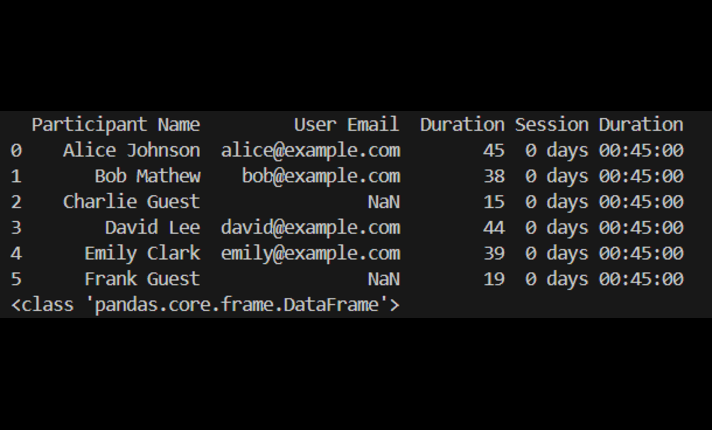 Participant Name User Email Duration Session Duration
0 Alice Johnson alice@example.com 45 0 days 00:45:00
1 Bob Mathew bob@example.com 38 0 days 00:45:00
2 Charlie Guest NaN 15 0 days 00:45:00
3 David Lee david@example.com 44 0 days 00:45:00
4 Emily Clark emily@example.com 39 0 days 00:45:00
5 Frank Guest NaN 19 0 days 00:45:00
<class 'pandas.core.frame.DataFrame'>